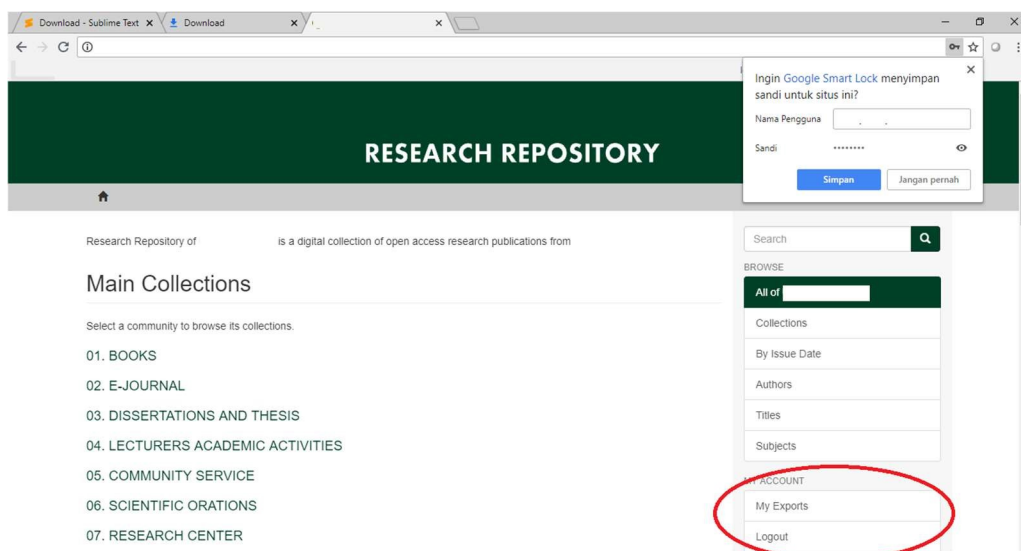 Download - Sublime Text
Download
Ingin Google Smart Lock menyimpan
sandi untuk situs ini?
Nama Pengguna
Sandi ········
Simpan
Jangan pernah
RESEARCH REPOSITORY
Research Repository of is a digital collection of open access research publications from
Main Collections
Select a community to browse its collections.
01. BOOKS
02. E-JOURNAL
03. DISSERTATIONS AND THESIS
04. LECTURERS ACADEMIC ACTIVITIES
05. COMMUNITY SERVICE
06. SCIENTIFIC ORATIONS
07. RESEARCH CENTER
Search
BROWSE
All of
Collections
By Issue Date
Authors
Titles
Subjects
MY ACCOUNT
My Exports
Logout